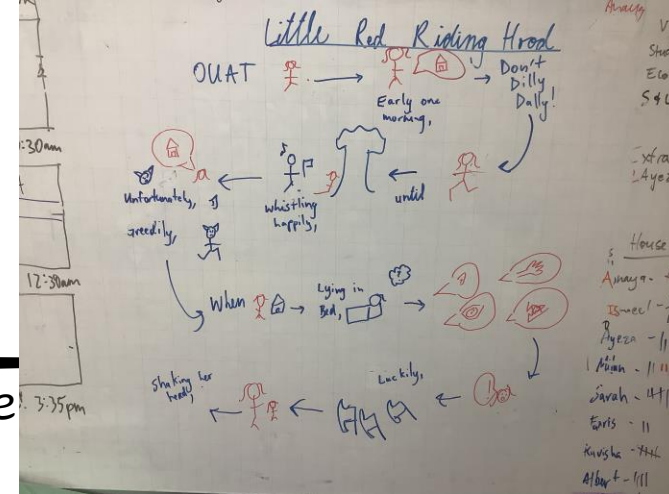 Little Red Riding Hood
OUAT
Early one
morning,
Don't
Dilly
Dally!
until
whistling
happily,
Unfortunately,
Greedily,
When
Lying in
Bed,
?
Luckily,
Shaking her
head,
:30am
12:30am
3:35pm
e
House
Amaya -
Ismael -
Ayeza -
Sarah -
Faris -
Kavisha -
Albert -